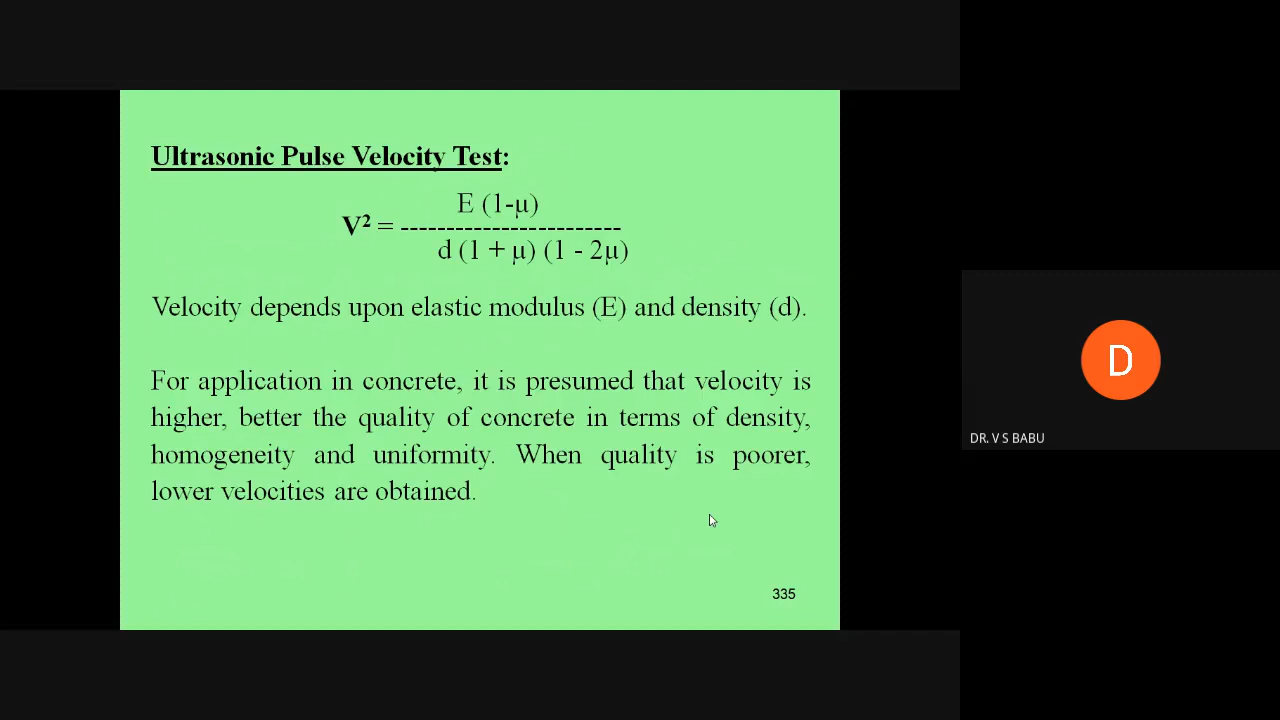 Ultrasonic Pulse Velocity Test:
E (1-μ)
V² = ------------------------
d (1 + μ) (1 - 2μ)
Velocity depends upon elastic modulus (E) and density (d).
For application in concrete, it is presumed that velocity is
higher, better the quality of concrete in terms of density,
homogeneity and uniformity. When quality is poorer,
lower velocities are obtained.
335
D
DR. V S BABU